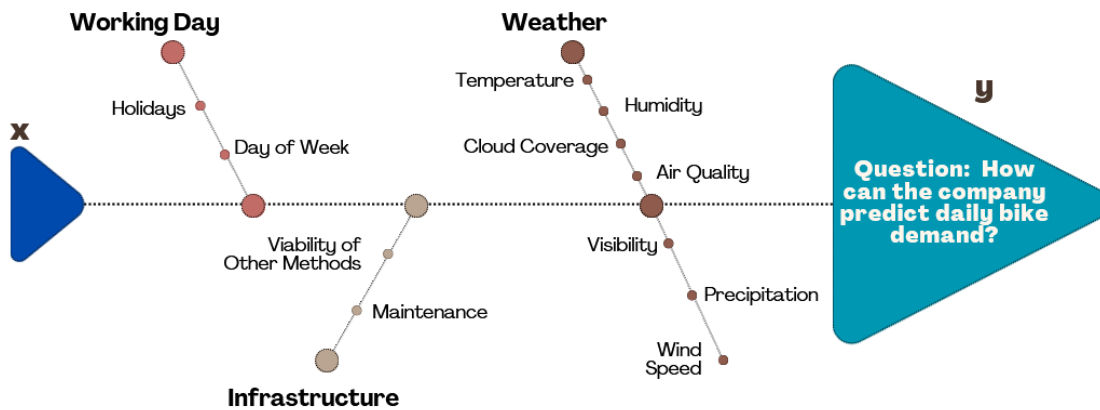 Working Day
Weather
Temperature
Humidity
Holidays
x
y
Day of Week
Cloud Coverage
Air Quality
Question: How
can the company
predict daily bike
demand?
Viability of
Other Methods
Visibility
Maintenance
Precipitation
Wind
Speed
Infrastructure